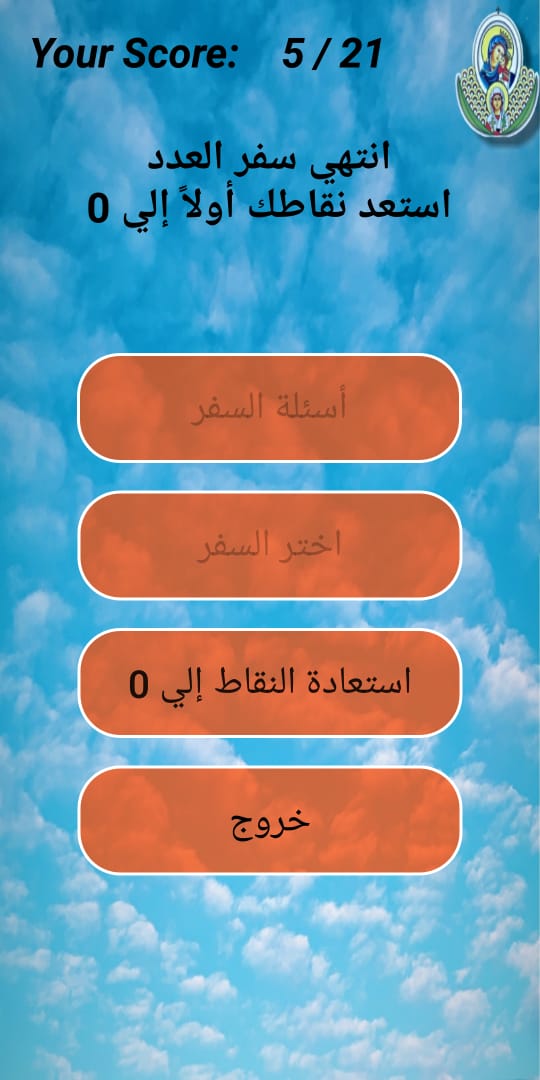 Your Score: 5 / 21
انتهي سفر العدد
استعد نقاطك أولاً إلي 0
أسئلة السفر
اختر السفر
استعادة النقاط إلي 0
خروج